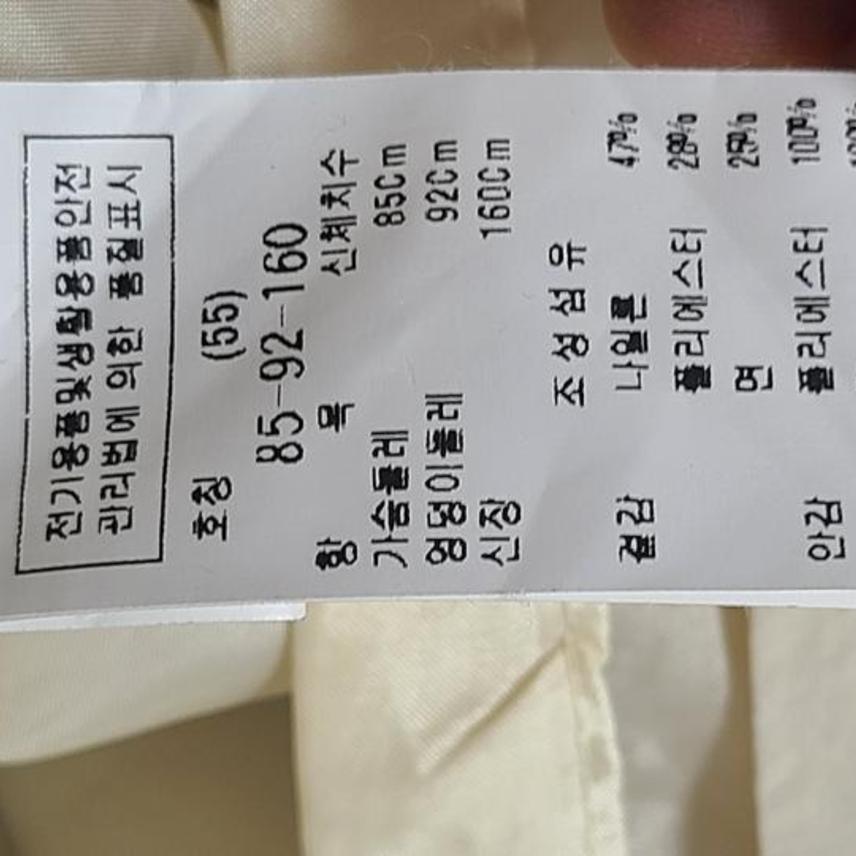 전기용품및생활용품안전
관리법에 의한 품질표시
호칭 (55)
85-92-160
항 목 신체치수
가슴둘레 85Cm
엉덩이둘레 92Cm
신장 160Cm
조성섬유
겉감 나일론 47%
폴리에스터 28%
면 25%
안감 폴리에스터 100%